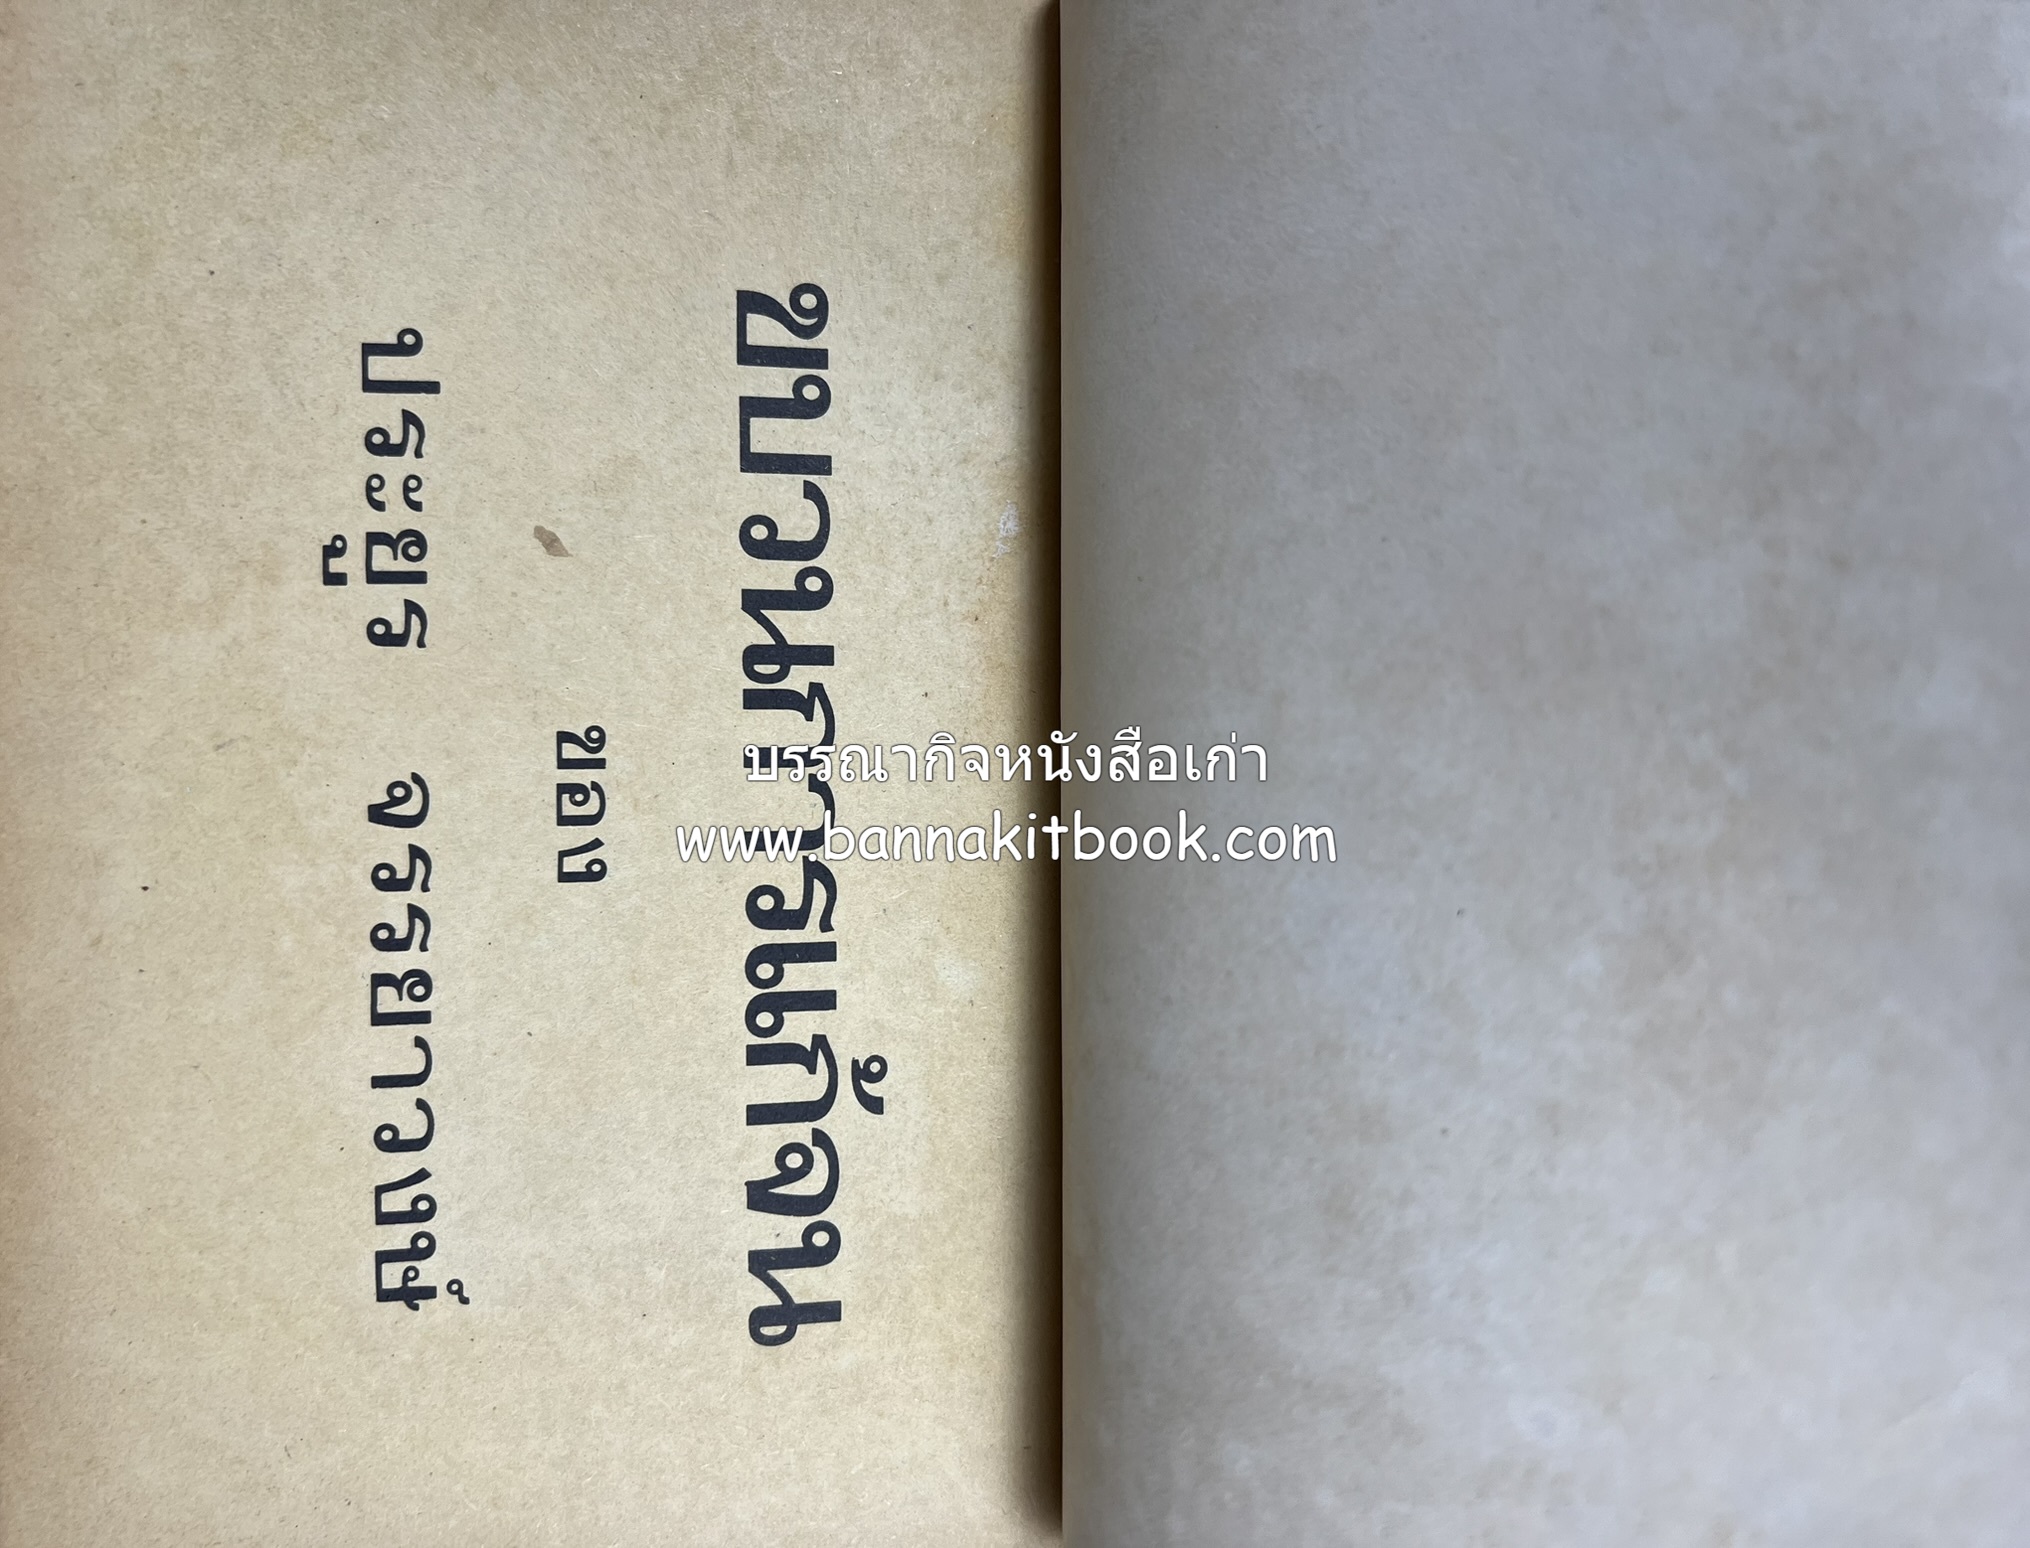 ขบวนการแก้จน
ของ
ประยูร จรรยาวงษ์
บรรณากิจหนังสือเก่า
www.bannakitbook.com